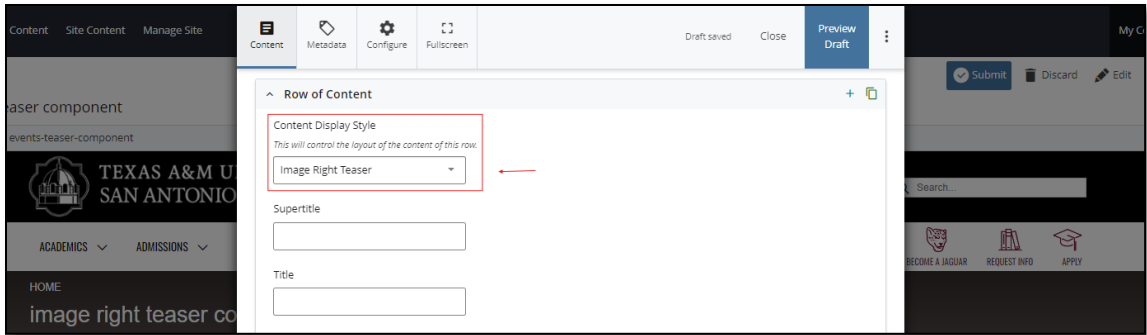 Content Site Content Manage Site
My C
Content
Metadata
Configure
Fullscreen
Draft saved
Close
Preview
Draft
Submit
Discard
Edit
easer component
events-teaser-component
Row of Content
Content Display Style
This will control the layout of the content of this row.
Image Right Teaser
Supertitle
Title
TEXAS A&M U
SAN ANTONIO
Search...
ACADEMICS
ADMISSIONS
BECOME A JAGUAR
REQUEST INFO
APPLY
HOME
image right teaser co